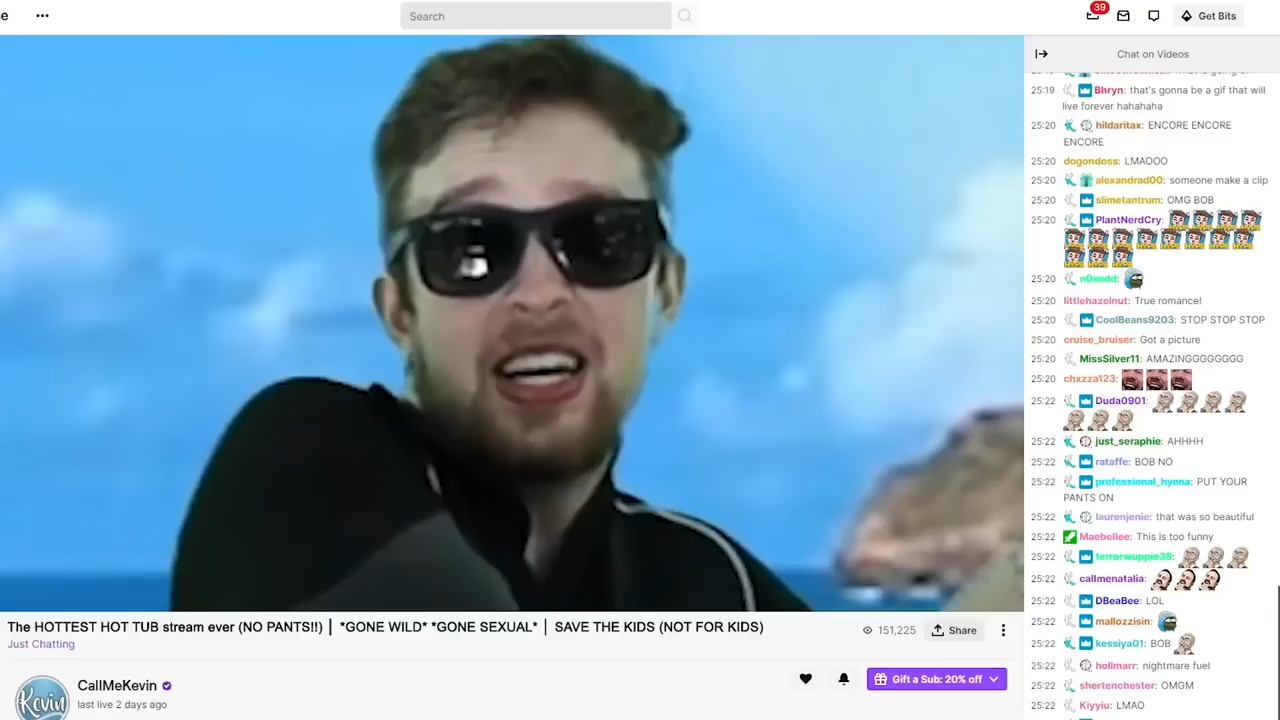 e
Search
39
Get Bits
Chat on Videos
25:19 Bhryn: that's gonna be a gif that will
live forever hahahaha
25:20 hildaritax: ENCORE ENCORE
ENCORE
dogondoss: LMAOOO
25:20 alexandrad00: someone make a clip
25:20 slimetantrum: OMG BOB
25:20 PlantNerdCry:
25:20 n0xedd:
25:20 littlehazelnut: True romance!
25:20 CoolBeans9203: STOP STOP STOP
25:20 cruise_bruiser: Got a picture
25:20 MissSilver11: AMAZINGGGGGGG
25:20 chxzza123:
25:22 Duda0901:
25:22 just_seraphie: AHHHH
25:22 rataffe: BOB NO
25:22 professional_hyena: PUT YOUR
PANTS ON
25:22 laurenjenie: that was so beautiful
25:22 Maebellee: This is too funny
25:22 terrorwuppie38:
25:22 callmenatalia:
25:22 DBeaBee: LOL
25:22 mallozzisin:
25:22 kessiya01: BOB
25:22 hollmarr: nightmare fuel
25:22 shertenchester: OMGM
25:22 Kiyyiu: LMAO
The HOTTEST HOT TUB stream ever (NO PANTS!!) | *GONE WILD* *GONE SEXUAL* | SAVE THE KIDS (NOT FOR KIDS)
151,225 Share
Just Chatting
Kevin
CallMeKevin
last live 2 days ago
Gift a Sub: 20% off